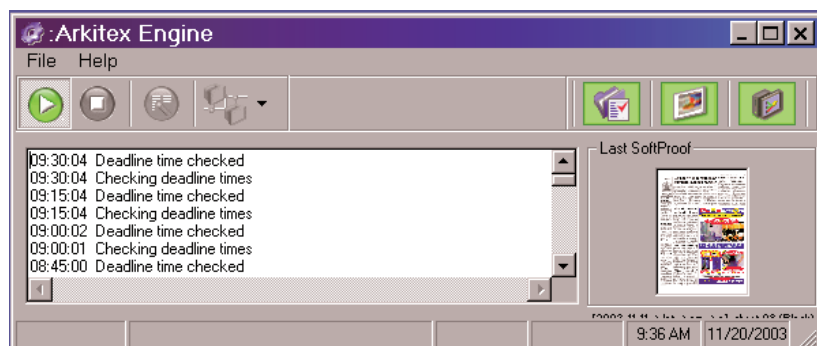 :Arkitex Engine
File Help
09:30:04 Deadline time checked
09:30:04 Checking deadline times
09:15:04 Deadline time checked
09:15:04 Checking deadline times
09:00:02 Deadline time checked
09:00:01 Checking deadline times
08:45:00 Deadline time checked
Last SoftProof
9:36 AM 11/20/2003